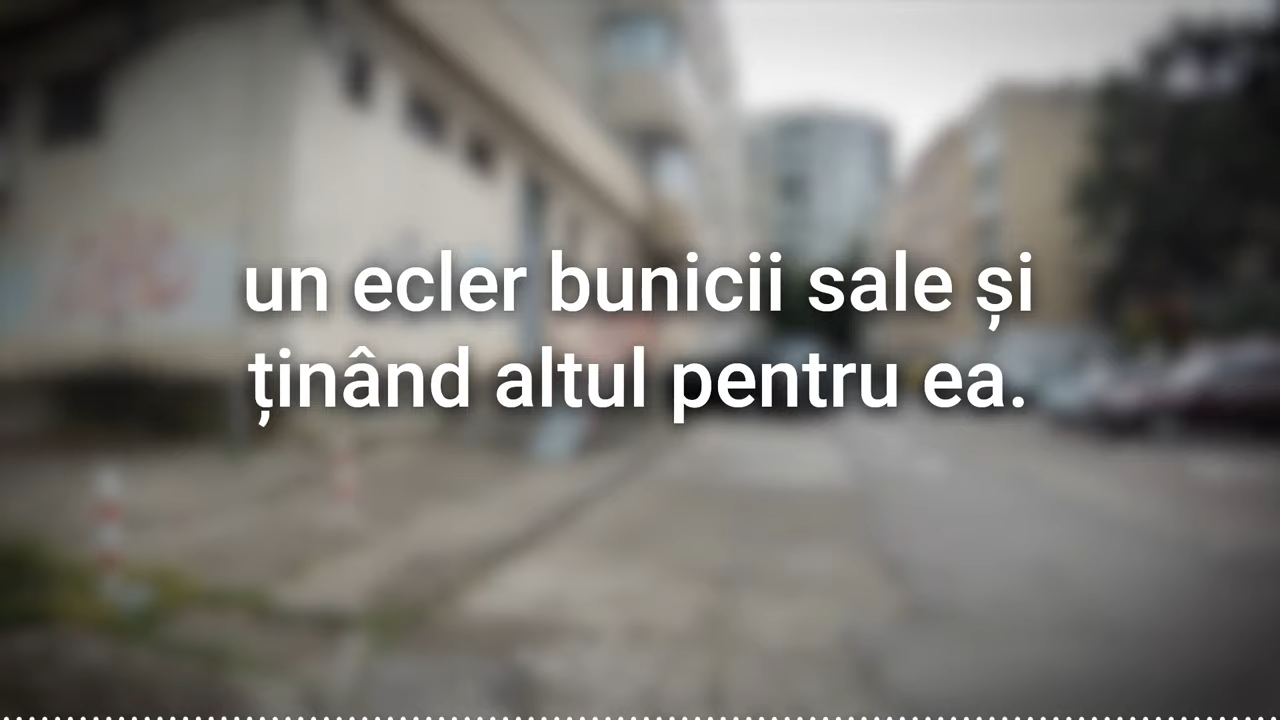 un ecler bunicii sale și
ținând altul pentru ea.